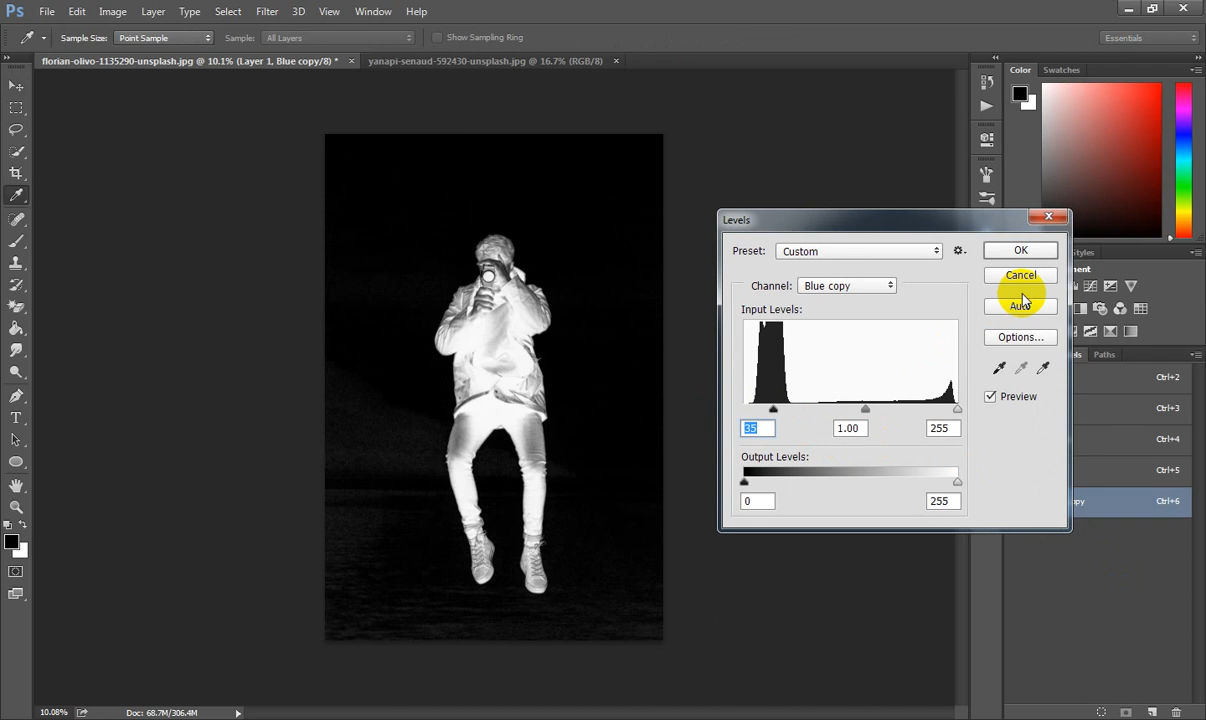 Ps File Edit Image Layer Type Select Filter 3D View Window Help
Sample Size: Point Sample Sample: All Layers Show Sampling Ring Essentials
florian-olivo-1135290-unsplash.jpg @ 10.1% (Layer 1, Blue copy/8) * × yanapi-senaud-592430-unsplash.jpg @ 16.7% (RGB/8) ×
Color Swatches
Levels
Preset: Custom OK
Cancel
Channel: Blue copy
Auto
Input Levels:
Options...
Preview
35 1.00 255
Output Levels:
0 255
Styles
ment
els Paths
Ctrl+2
Ctrl+3
Ctrl+4
Ctrl+5
opy Ctrl+6
T
10.08% Doc: 68.7M/306.4M